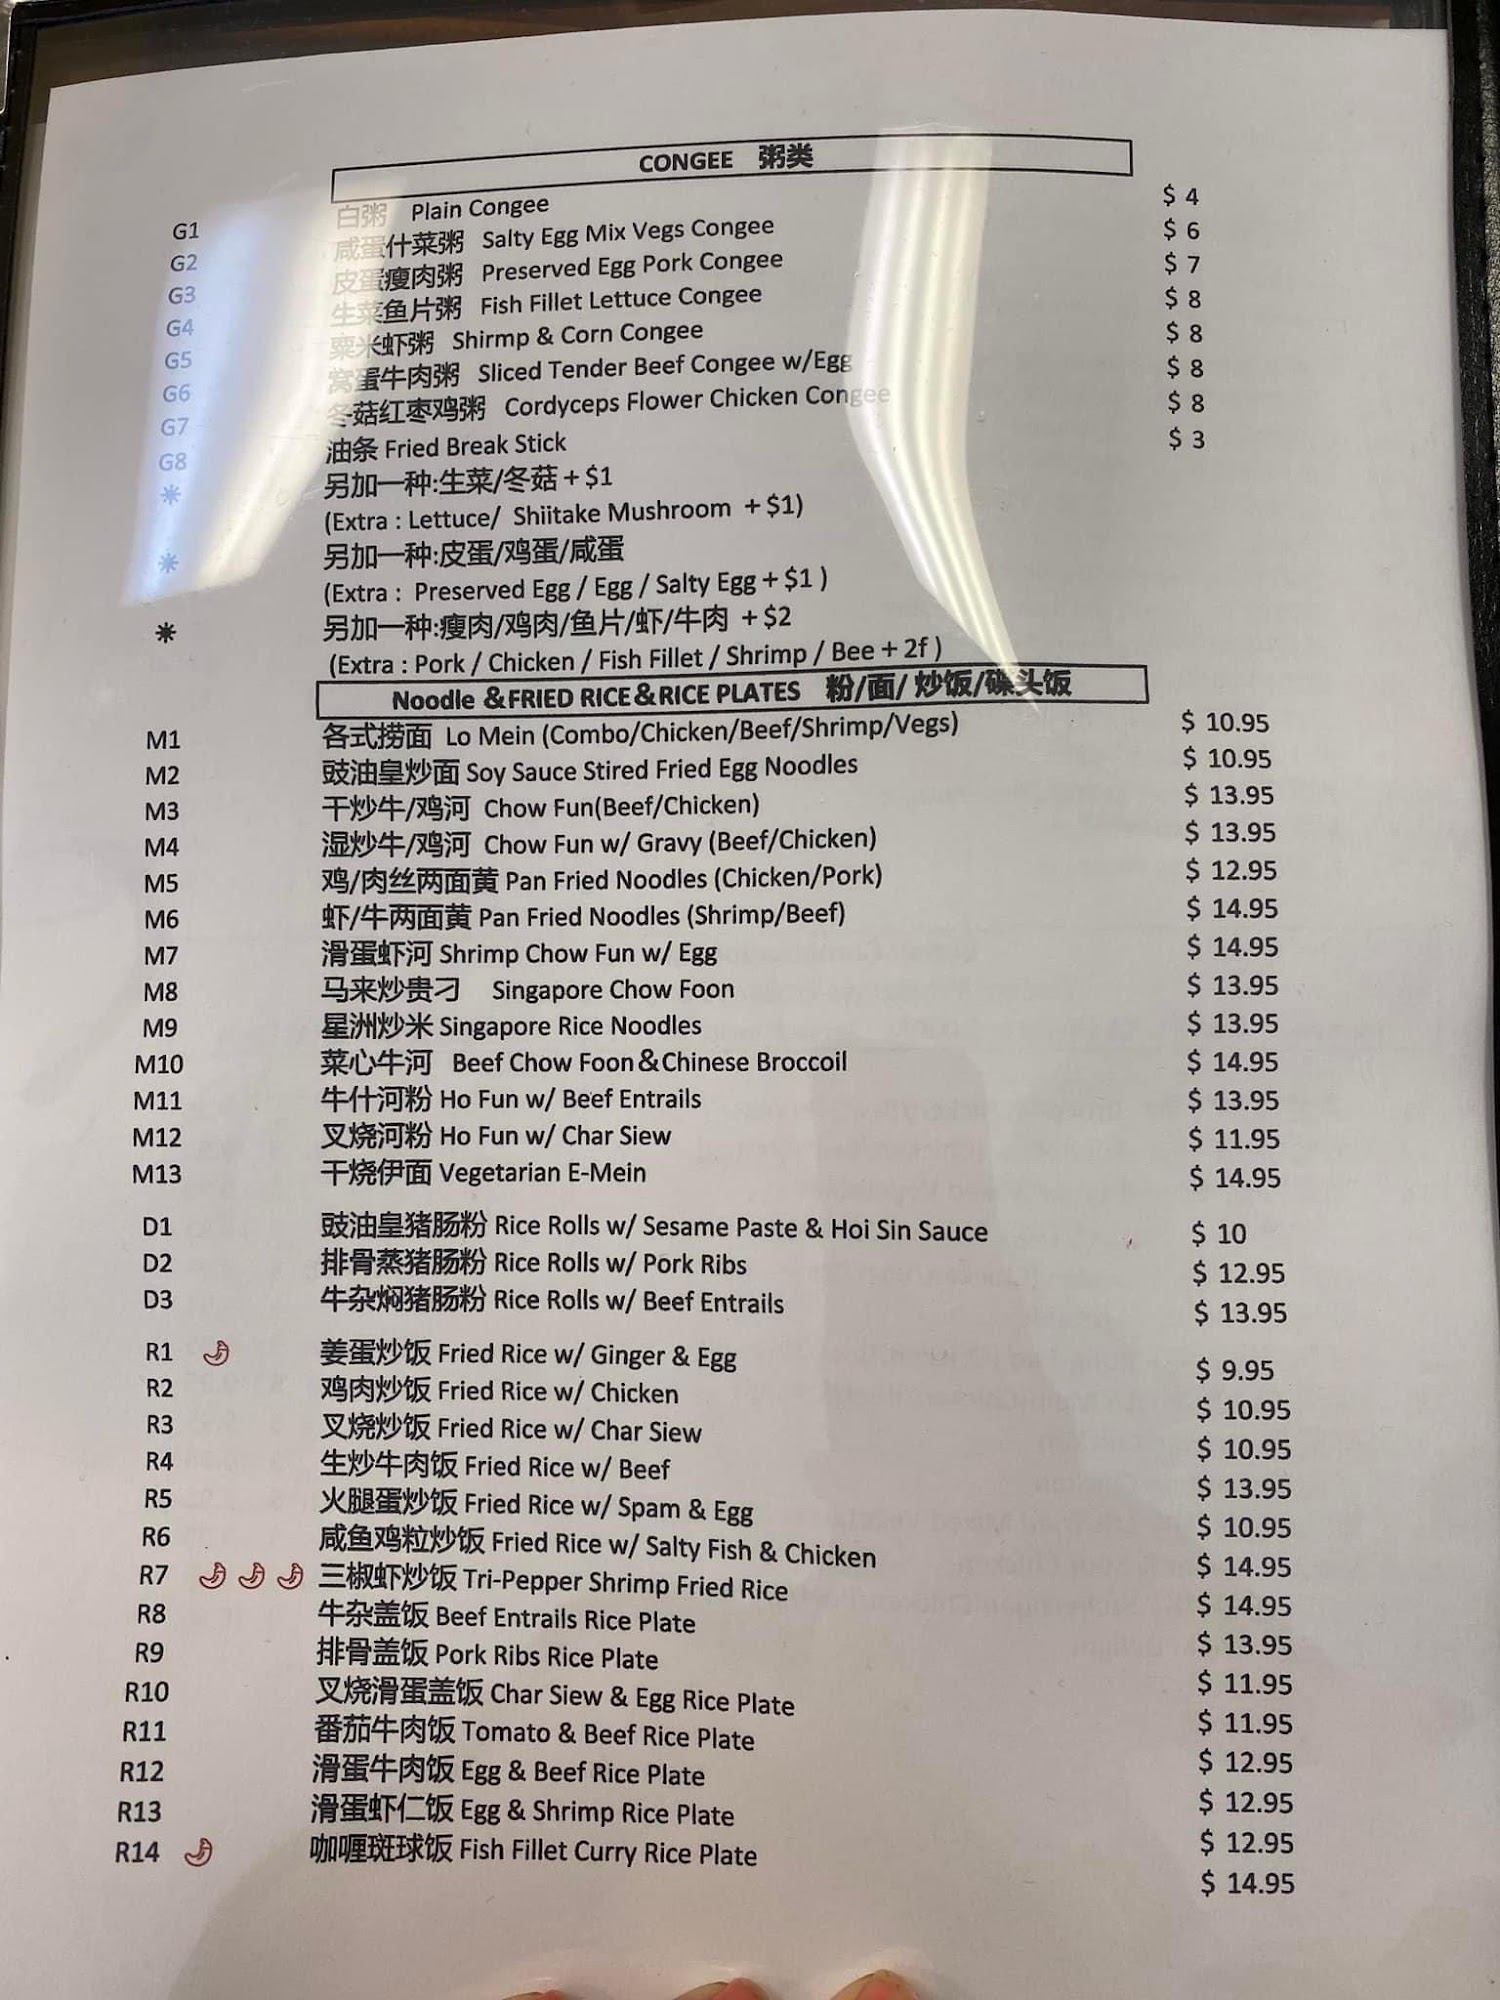 CONGEE 粥类
G1 白粥 Plain Congee $ 4
G2 咸蛋什菜粥 Salty Egg Mix Vegs Congee $ 6
G3 皮蛋瘦肉粥 Preserved Egg Pork Congee $ 7
G4 生菜鱼片粥 Fish Fillet Lettuce Congee $ 8
G5 粟米虾粥 Shirmp & Corn Congee $ 8
G6 窝蛋牛肉粥 Sliced Tender Beef Congee w/Egg $ 8
G7 冬菇红枣鸡粥 Cordyceps Flower Chicken Congee $ 8
G8 油条 Fried Break Stick $ 3
* 另加一种:生菜/冬菇 + $1
(Extra : Lettuce/ Shiitake Mushroom + $1)
* 另加一种:皮蛋/鸡蛋/咸蛋
(Extra : Preserved Egg / Egg / Salty Egg + $1 )
* 另加一种:瘦肉/鸡肉/鱼片/虾/牛肉 + $2
(Extra : Pork / Chicken / Fish Fillet / Shrimp / Bee + 2f )
Noodle &FRIED RICE&RICE PLATES 粉/面/ 炒饭/碟头饭
M1 各式捞面 Lo Mein (Combo/Chicken/Beef/Shrimp/Vegs) $ 10.95
M2 豉油皇炒面 Soy Sauce Stired Fried Egg Noodles $ 10.95
M3 干炒牛/鸡河 Chow Fun(Beef/Chicken) $ 13.95
M4 湿炒牛/鸡河 Chow Fun w/ Gravy (Beef/Chicken) $ 13.95
M5 鸡/肉丝两面黄 Pan Fried Noodles (Chicken/Pork) $ 12.95
M6 虾/牛两面黄 Pan Fried Noodles (Shrimp/Beef) $ 14.95
M7 滑蛋虾河 Shrimp Chow Fun w/ Egg $ 14.95
M8 马来炒贵刁 Singapore Chow Foon $ 13.95
M9 星洲炒米 Singapore Rice Noodles $ 13.95
M10 菜心牛河 Beef Chow Foon&Chinese Broccoil $ 14.95
M11 牛什河粉 Ho Fun w/ Beef Entrails $ 13.95
M12 叉烧河粉 Ho Fun w/ Char Siew $ 11.95
M13 干烧伊面 Vegetarian E-Mein $ 14.95
D1 豉油皇猪肠粉 Rice Rolls w/ Sesame Paste & Hoi Sin Sauce $ 10
D2 排骨蒸猪肠粉 Rice Rolls w/ Pork Ribs $ 12.95
D3 牛杂焖猪肠粉 Rice Rolls w/ Beef Entrails $ 13.95
R1 姜蛋炒饭 Fried Rice w/ Ginger & Egg $ 9.95
R2 鸡肉炒饭 Fried Rice w/ Chicken $ 10.95
R3 叉烧炒饭 Fried Rice w/ Char Siew $ 10.95
R4 生炒牛肉饭 Fried Rice w/ Beef $ 13.95
R5 火腿蛋炒饭 Fried Rice w/ Spam & Egg $ 10.95
R6 咸鱼鸡粒炒饭 Fried Rice w/ Salty Fish & Chicken $ 14.95
R7 三椒虾炒饭 Tri-Pepper Shrimp Fried Rice $ 14.95
R8 牛杂盖饭 Beef Entrails Rice Plate $ 13.95
R9 排骨盖饭 Pork Ribs Rice Plate $ 11.95
R10 叉烧滑蛋盖饭 Char Siew & Egg Rice Plate $ 11.95
R11 番茄牛肉饭 Tomato & Beef Rice Plate $ 12.95
R12 滑蛋牛肉饭 Egg & Beef Rice Plate $ 12.95
R13 滑蛋虾仁饭 Egg & Shrimp Rice Plate $ 12.95
R14 咖喱斑球饭 Fish Fillet Curry Rice Plate $ 14.95